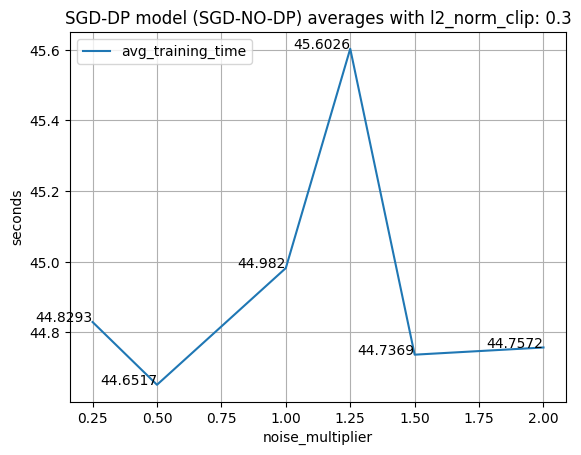 SGD-DP model (SGD-NO-DP) averages with l2_norm_clip: 0.3
avg_training_time
45.6026
44.982
44.8293
44.6517
44.7369
44.7572
seconds
45.6
45.4
45.2
45.0
44.8
0.25 0.50 0.75 1.00 1.25 1.50 1.75 2.00
noise_multiplier